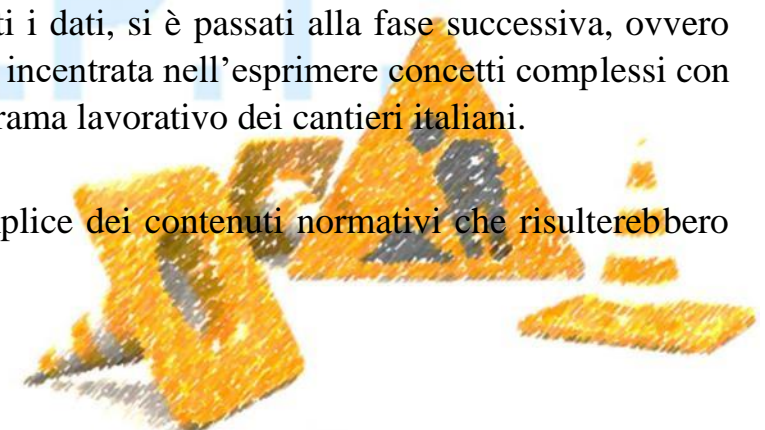 ti i dati, si è passati alla fase successiva, ovvero
incentrata nell’esprimere concetti complessi con
rama lavorativo dei cantieri italiani.
plice dei contenuti normativi che risulterebbero